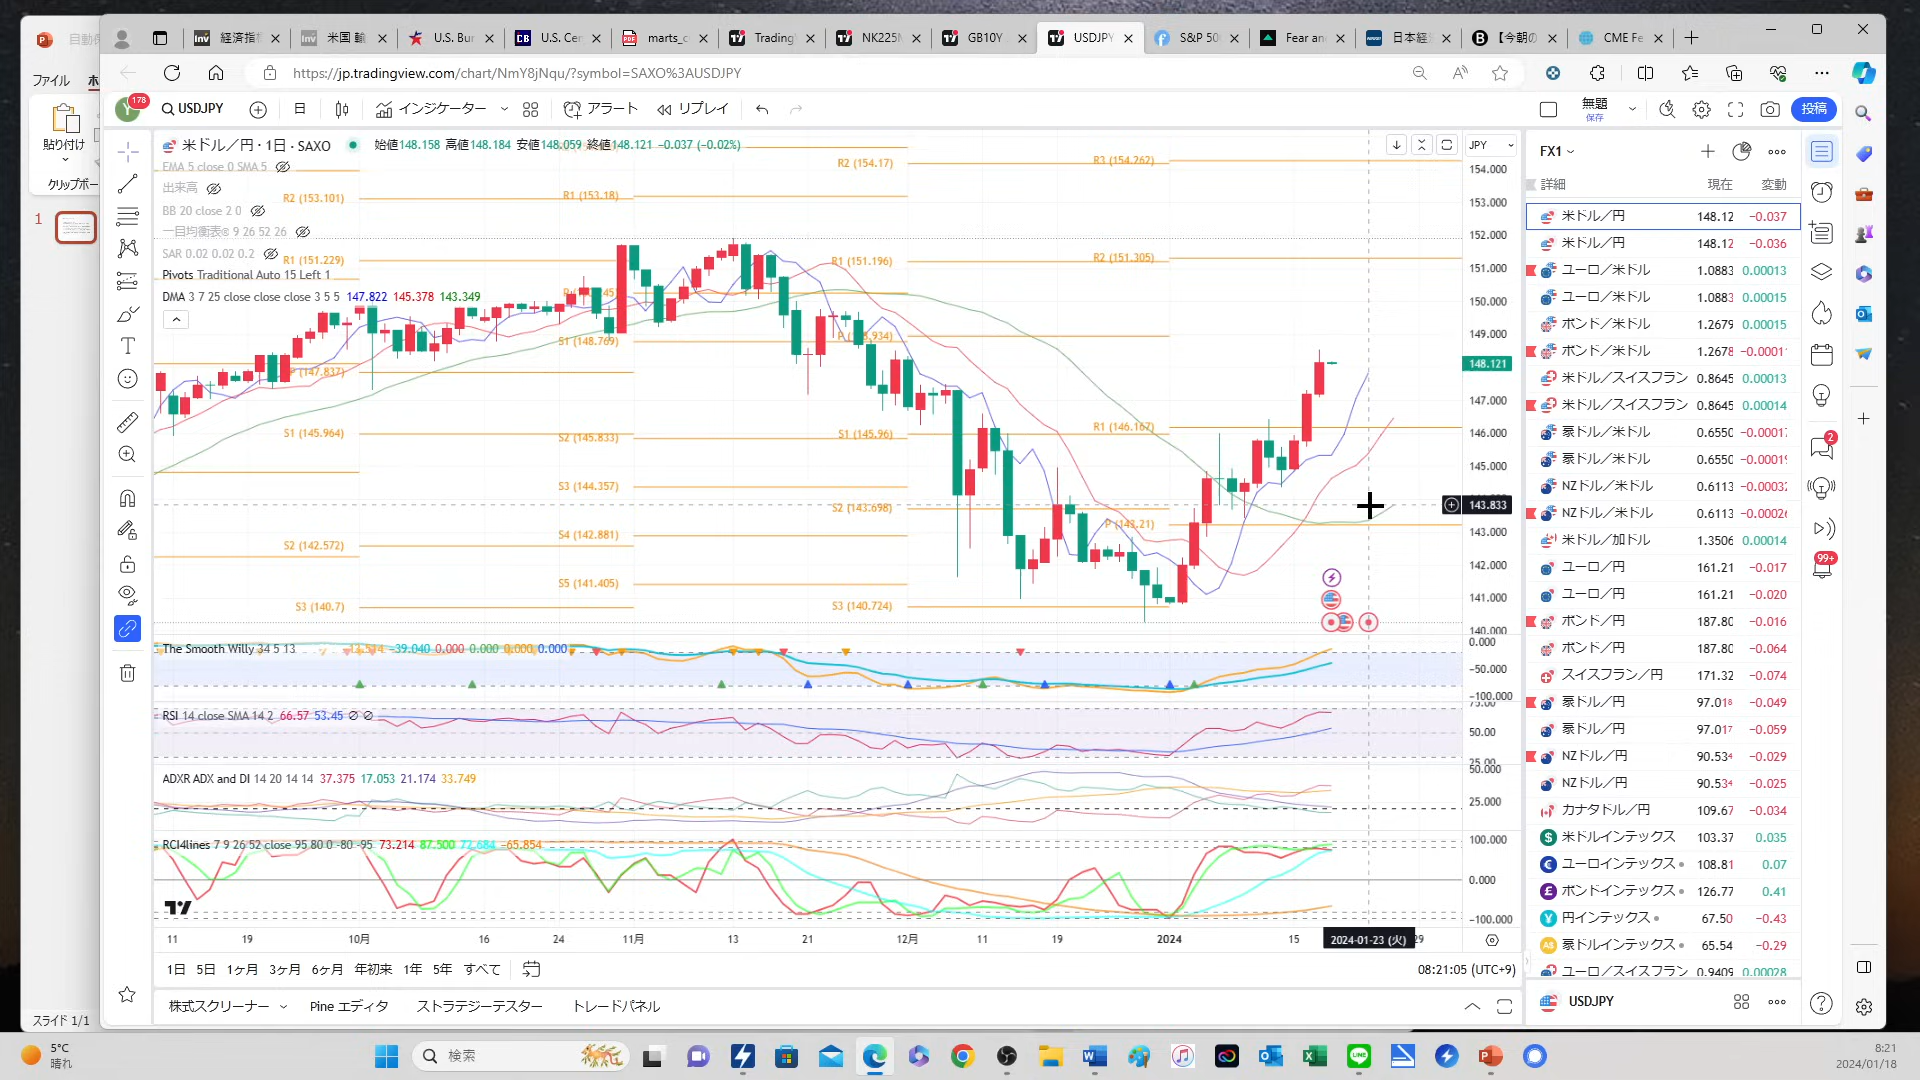 経済指
米国 輸
U.S. Bu
U.S. Cer
marts_c
Trading
NK225
GB10Y
USDJPY
S&P 50
Fear an
日本経
【今朝の
CME Fe
https://jp.tradingview.com/chart/NmY8jNqu/?symbol=SAXO%3AUSDJPY
ファイル
貼り付け
クリップボー
1
スライド 1/1
178
USDJPY
日
インジケーター
アラート
リプレイ
無題
保存
投稿
米ドル／円・1日・SAXO
始値148.158 高値148.184 安値148.059 終値148.121 −0.037 (−0.02%)
EMA 5 close 0 SMA 5
出来高
BB 20 close 2 0
一目均衡表® 9 26 52 26
SAR 0.02 0.02 0.2
Pivots Traditional Auto 15 Left 1
DMA 3 7 25 close close close 3 5 5 147.822 145.378 143.349
R2 (153.101)
R1 (151.229)
P (147.837)
S1 (145.964)
S2 (142.572)
S3 (140.7)
R1 (153.18)
S1 (148.769)
S2 (145.833)
S3 (144.357)
S4 (142.881)
S5 (141.405)
R2 (154.17)
R1 (151.196)
S1 (145.96)
S2 (143.698)
S3 (140.724)
R3 (154.262)
R2 (151.305)
R1 (146.167)
P (143.21)
JPY
154.000
153.000
152.000
151.000
150.000
149.000
148.121
147.000
146.000
145.000
143.833
143.000
142.000
141.000
140.000
The Smooth Willy 34 5 13 −39.040 0.000 0.000 0.000 0.000
0.000
−50.000
−100.000
RSI 14 close SMA 14 2 66.57 53.45 ∅ ∅
75.00
50.00
25.00
ADXR ADX and DI 14 20 14 14 37.375 17.053 21.174 33.749
50.000
25.000
RCI4lines 7 9 26 52 close 95 80 0 -80 -95 73.214 87.500 72.684 −65.854
100.000
0.000
−100.000
11
19
10月
16
24
11月
13
21
12月
11
19
2024
15
2024-01-23 (火)
29
1日 5日 1ヶ月 3ヶ月 6ヶ月 年初来 1年 5年 すべて
08:21:05 (UTC+9)
株式スクリーナー
Pine エディタ
ストラテジーテスター
トレードパネル
FX1
詳細 現在 変動
米ドル／円 148.12 −0.037
米ドル／円 148.12 −0.036
ユーロ／米ドル 1.0883 0.00013
ユーロ／米ドル 1.0883 0.00015
ポンド／米ドル 1.2679 0.00015
ポンド／米ドル 1.2678 −0.0001
米ドル／スイスフラン 0.8645 0.00013
米ドル／スイスフラン 0.8645 0.00014
豪ドル／米ドル 0.6550 −0.00017
豪ドル／米ドル 0.6550 −0.00019
NZドル／米ドル 0.6113 −0.00032
NZドル／米ドル 0.6113 −0.00026
米ドル／加ドル 1.3506 0.00014
ユーロ／円 161.21 −0.017
ユーロ／円 161.21 −0.020
ポンド／円 187.80 −0.016
ポンド／円 187.80 −0.064
スイスフラン／円 171.32 −0.074
豪ドル／円 97.018 −0.049
豪ドル／円 97.017 −0.059
NZドル／円 90.534 −0.029
NZドル／円 90.534 −0.025
カナダドル／円 109.67 −0.034
米ドルインデックス 103.37 0.035
ユーロインデックス 108.81 0.07
ポンドインデックス 126.77 0.41
円インデックス 67.50 −0.43
豪ドルインデックス 65.54 −0.29
ユーロ／スイスフラン 0.9409 0.00028
USDJPY
2
99+
5°C
晴れ
検索
8:21
2024/01/18